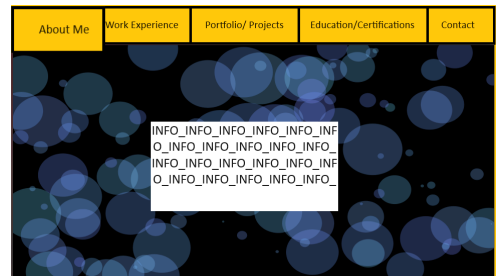 About Me
Work Experience
Portfolio/ Projects
Education/Certifications
Contact
INFO_INFO_INFO_INFO_INFO_INF
O_INFO_INFO_INFO_INFO_INFO_
INFO_INFO_INFO_INFO_INFO_INF
O_INFO_INFO_INFO_INFO_INFO_